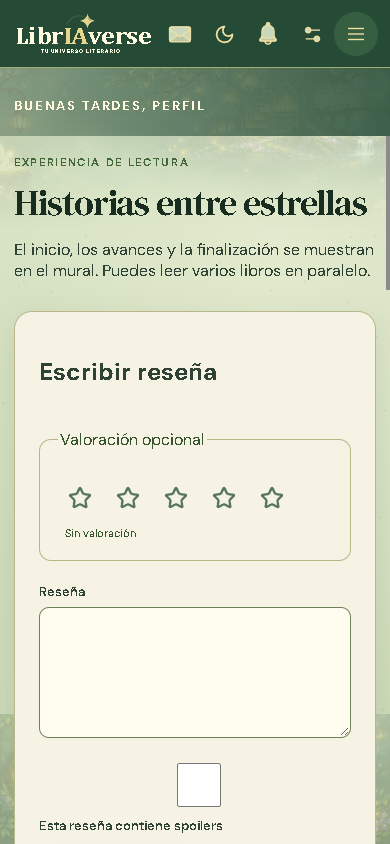 LibrIAverse
TU UNIVERSO LITERARIO
BUENAS TARDES, PERFIL
EXPERIENCIA DE LECTURA
Historias entre estrellas
El inicio, los avances y la finalización se muestran
en el mural. Puedes leer varios libros en paralelo.
Escribir reseña
Valoración opcional
Sin valoración
Reseña
Esta reseña contiene spoilers